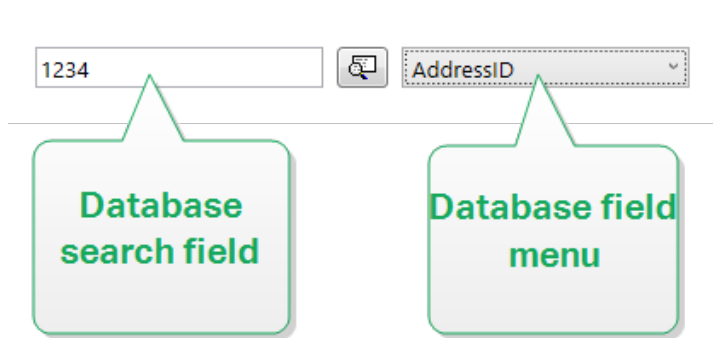 1234
AddressID
Database
search field
Database field
menu